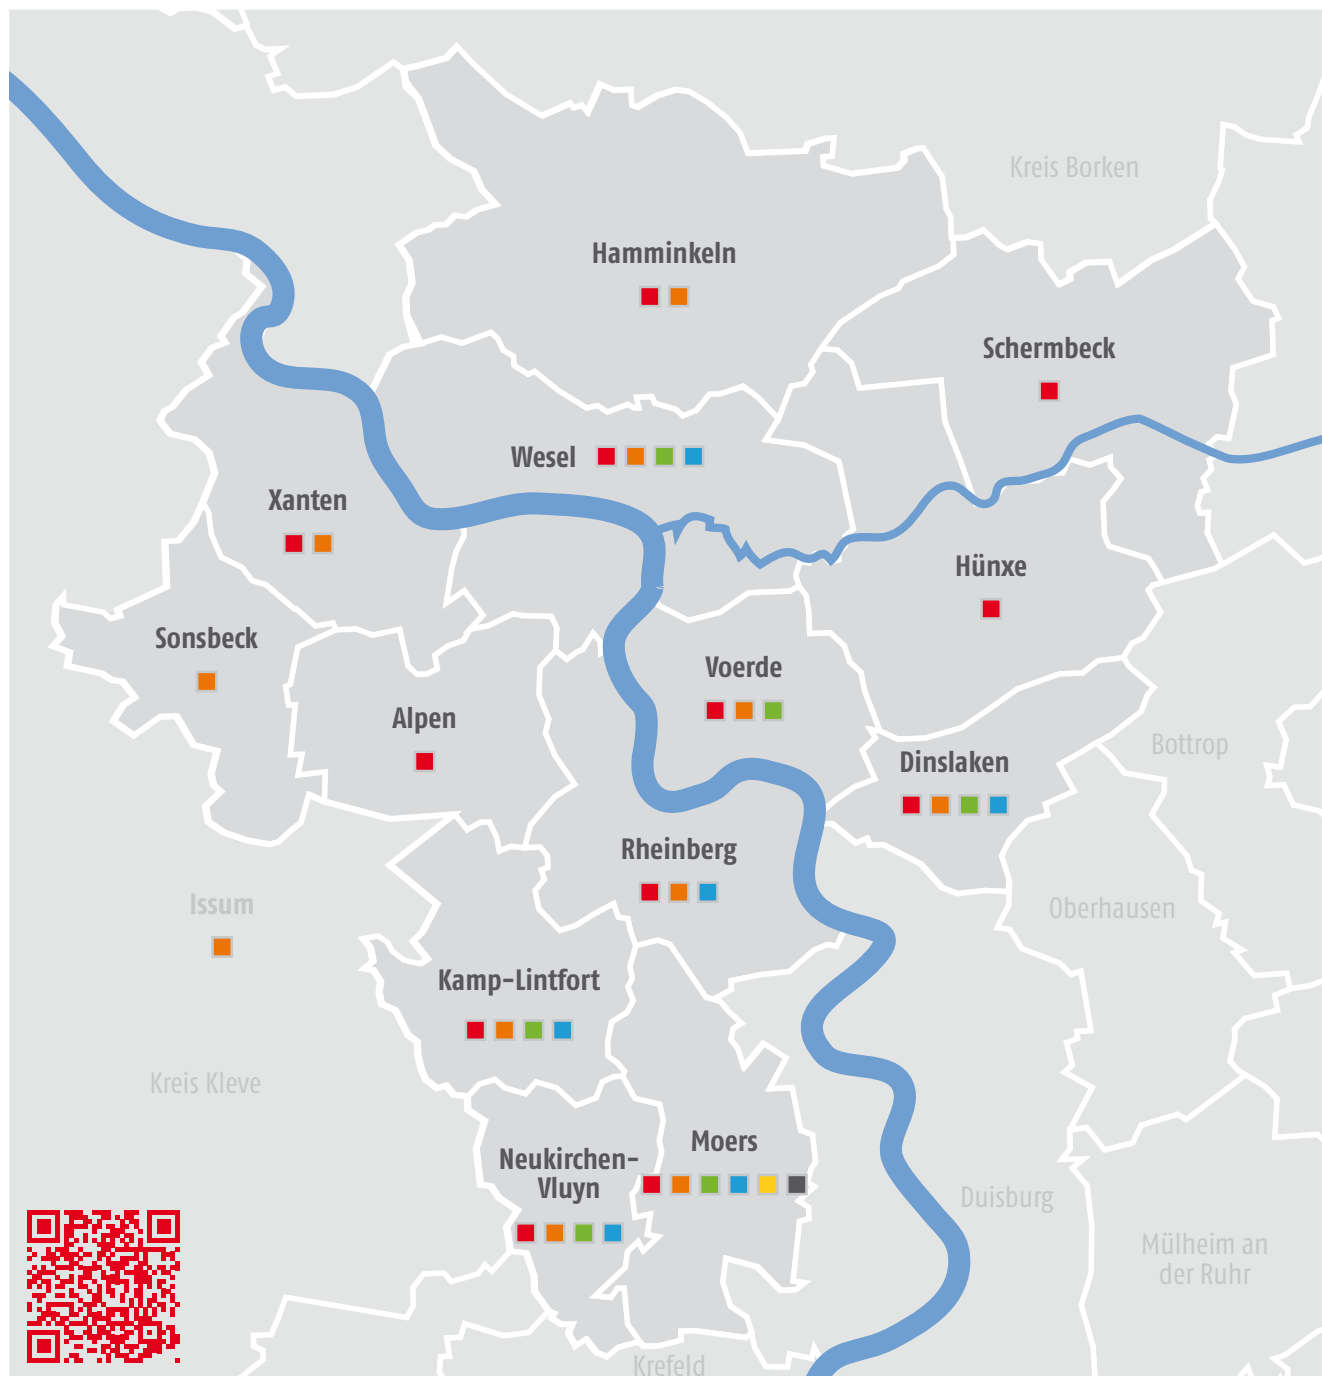 Kreis Borken
Hamminkeln
Schermbeck
Wesel
Xanten
Hünxe
Sonsbeck
Voerde
Alpen
Bottrop
Dinslaken
Rheinberg
Issum
Oberhausen
Kamp-Lintfort
Kreis Kleve
Moers
Neukirchen-
Vluyn
Duisburg
Mülheim an
der Ruhr
Krefeld